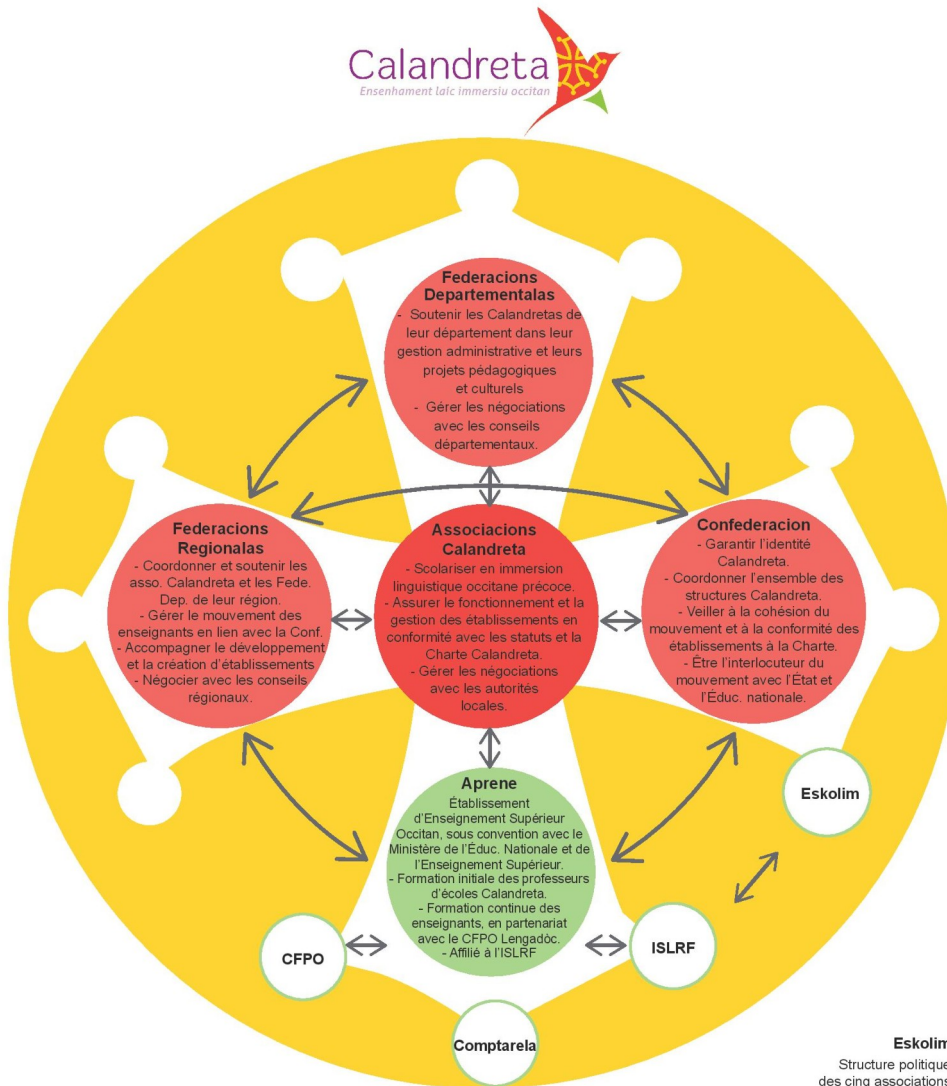 Calandreta
Ensenhament laïc immersiu occitan
Federacions
Departementalas
- Soutenir les Calandretas de
leur département dans leur
gestion administrative et leurs
projets pédagogiques
et culturels
- Gérer les négociations
avec les conseils
départementaux.
Federacions
Regionalas
- Coordonner et soutenir les
asso. Calandreta et les Fede.
Dep. de leur région.
- Gérer le mouvement des
enseignants en lien avec la Conf.
- Accompagner le développement
et la création d'établissements
- Négocier avec les conseils
régionaux.
Associacions
Calandreta
- Scolariser en immersion
linguistique occitane précoce.
- Assurer le fonctionnement et la
gestion des établissements en
conformité avec les statuts et la
Charte Calandreta.
- Gérer les négociations
avec les autorités
locales.
Confederacion
- Garantir l'identité
Calandreta.
- Coordonner l'ensemble des
structures Calandreta.
- Veiller à la cohésion du
mouvement et à la conformité des
établissements à la Charte.
- Être l'interlocuteur du
mouvement avec l'État et
l'Éduc. nationale.
Aprene
Établissement
d'Enseignement Supérieur
Occitan, sous convention avec le
Ministère de l'Éduc. Nationale et de
l'Enseignement Supérieur.
- Formation initiale des professeurs
d'écoles Calandreta.
- Formation continue des
enseignants, en partenariat
avec le CFPO Lengadòc.
- Affilié à l'ISLRF
Eskolim
ISLRF
CFPO
Comptarela
Eskolim
Structure politique
des cinq associations